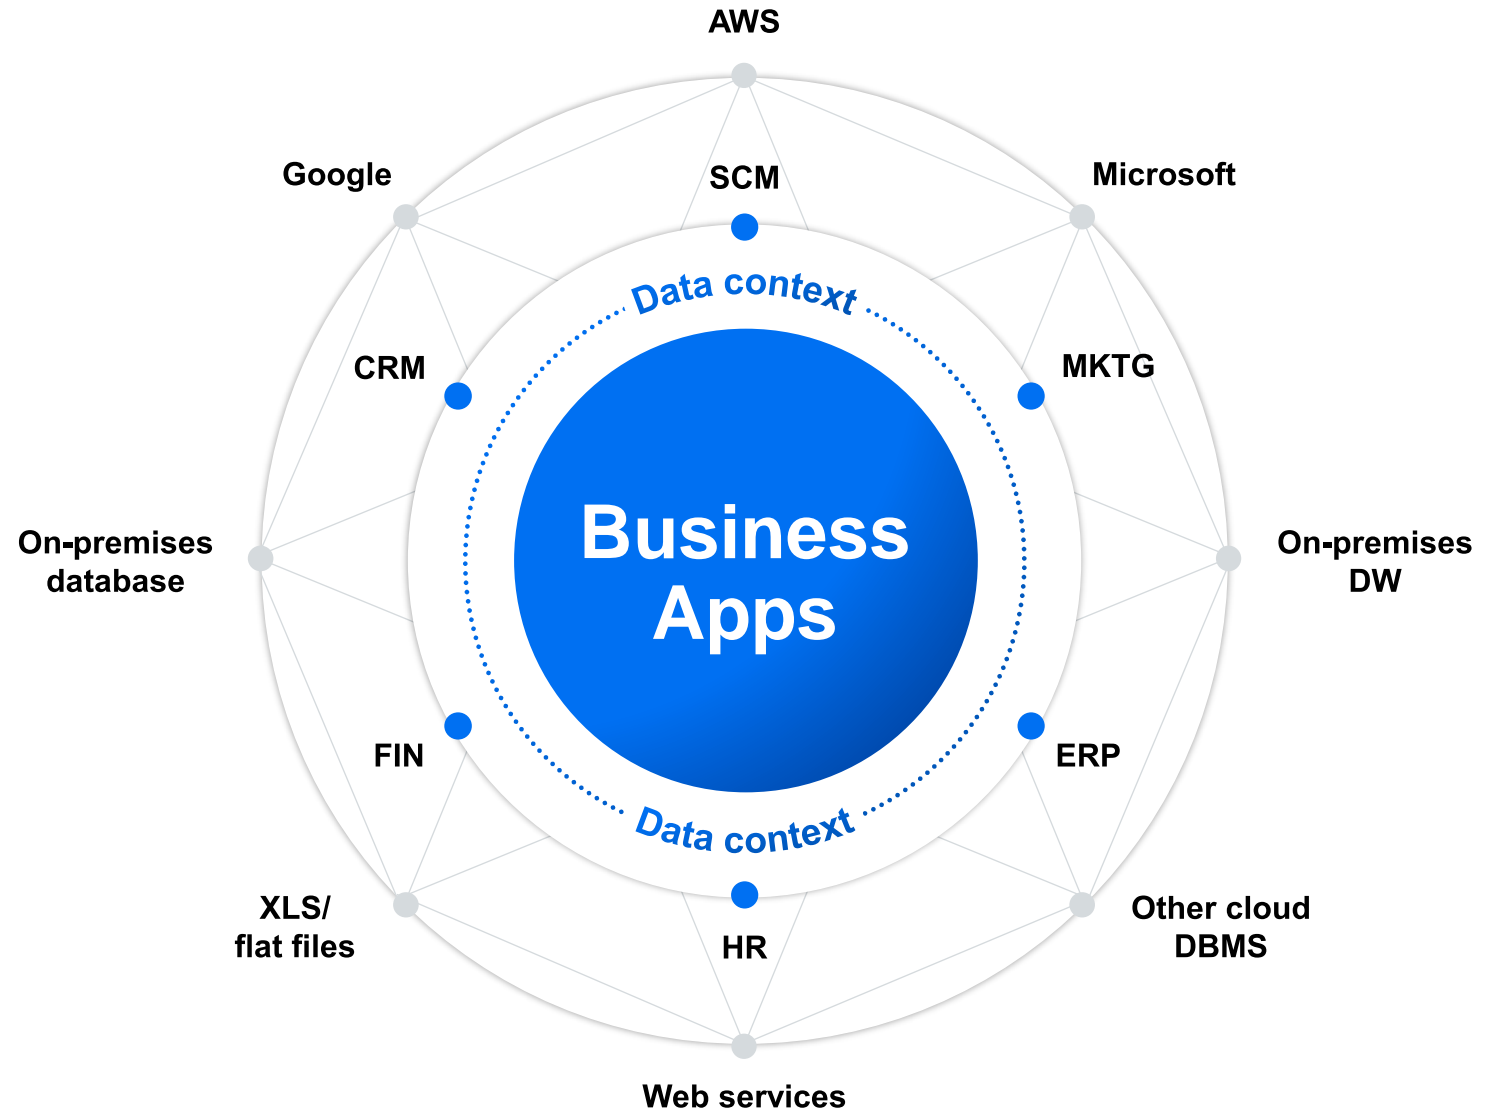 AWS
Google
Microsoft
SCM
Data context
CRM
MKTG
Business
Apps
On-premises
database
On-premises
DW
FIN
ERP
Data context
XLS/
flat files
HR
Other cloud
DBMS
Web services